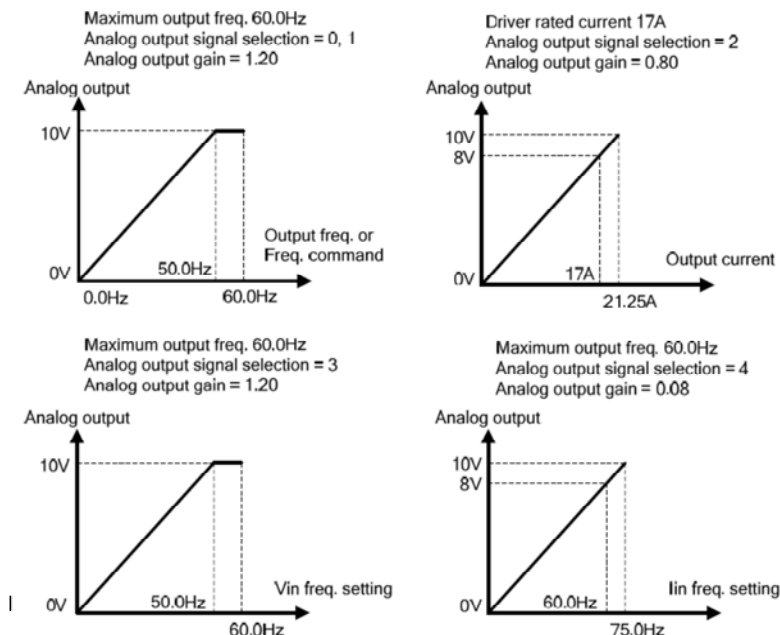 Maximum output freq. 60.0Hz
Analog output signal selection = 0, 1
Analog output gain = 1.20
Analog output
10V
0V
50.0Hz
0.0Hz
60.0Hz
Output freq. or
Freq. command
Driver rated current 17A
Analog output signal selection = 2
Analog output gain = 0.80
Analog output
10V
8V
0V
17A
21.25A
Output current
Maximum output freq. 60.0Hz
Analog output signal selection = 3
Analog output gain = 1.20
Analog output
10V
0V
50.0Hz
60.0Hz
Vin freq. setting
Maximum output freq. 60.0Hz
Analog output signal selection = 4
Analog output gain = 0.08
Analog output
10V
8V
0V
60.0Hz
75.0Hz
Iin freq. setting